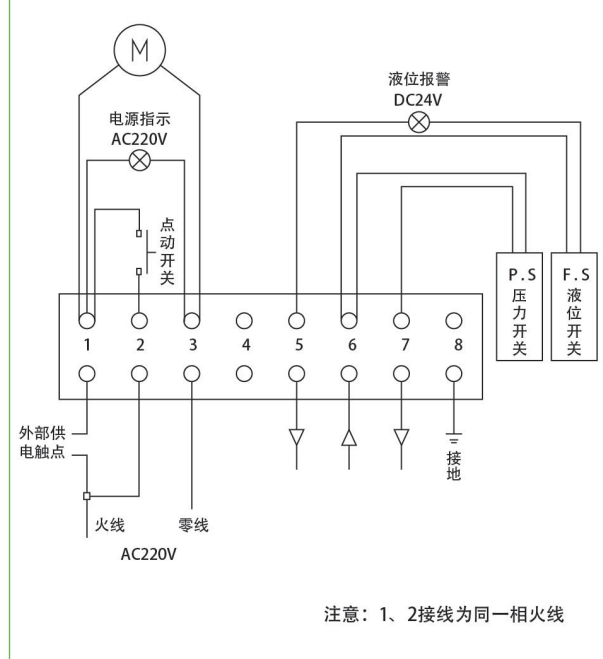 M
液位报警
DC24V
电源指示
AC220V
点动开关
P.S
压力开关
F.S
液位开关
1 2 3 4 5 6 7 8
外部供
电触点
接地
火线 零线
AC220V
注意：1、2接线为同一相火线